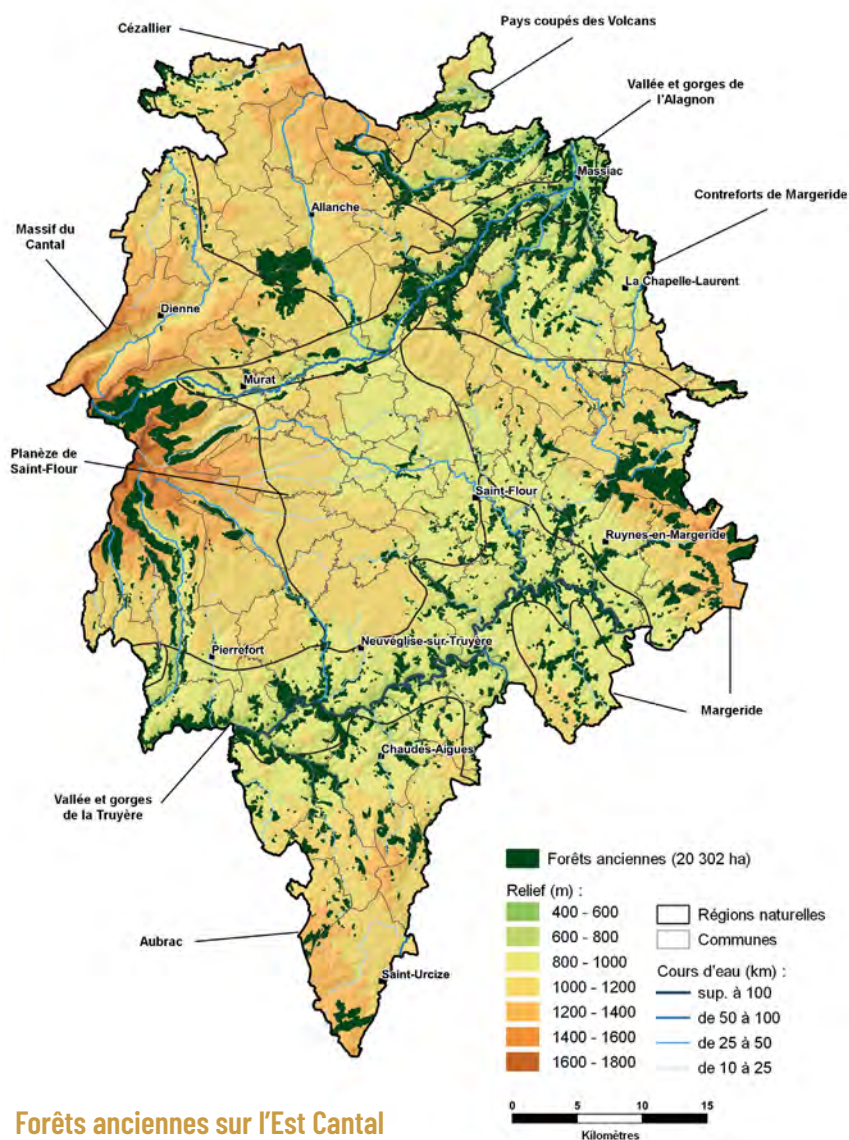 Cézallier
Pays coupés des Volcans
Vallée et gorges de
l'Alagnon
Massiac
Contreforts de Margeride
Allanche
Massif du
Cantal
La Chapelle-Laurent
Dienne
Murat
Planèze de
Saint-Flour
Saint-Flour
Ruynes-en-Margeride
Neuvéglise-sur-Truyère
Pierrefort
Margeride
Chaudes-Aigues
Vallée et gorges
de la Truyère
Aubrac
Saint-Urcize
Forêts anciennes (20 302 ha)
Relief (m) :
400 - 600
600 - 800
800 - 1000
1000 - 1200
1200 - 1400
1400 - 1600
1600 - 1800
Régions naturelles
Communes
Cours d'eau (km) :
sup. à 100
de 50 à 100
de 25 à 50
de 10 à 25
0 5 10 15
Kilomètres
Forêts anciennes sur l'Est Cantal